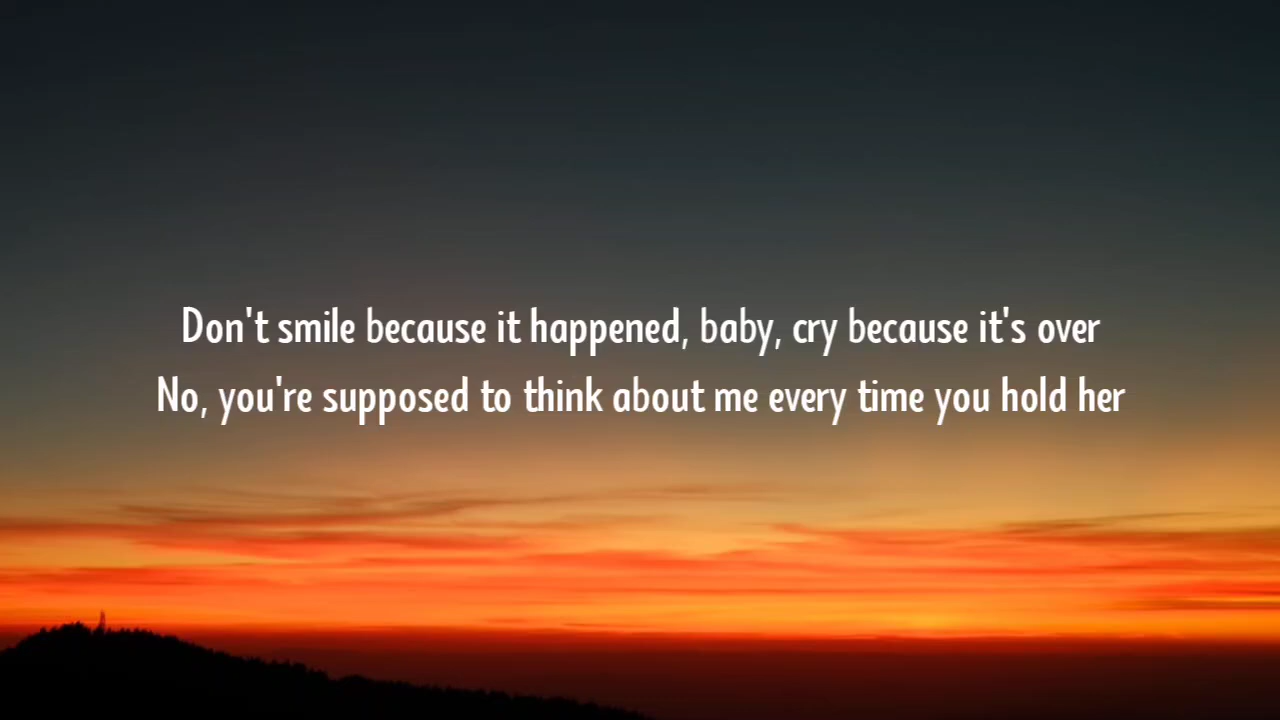 Don't smile because it happened, baby, cry because it's over
No, you're supposed to think about me every time you hold her